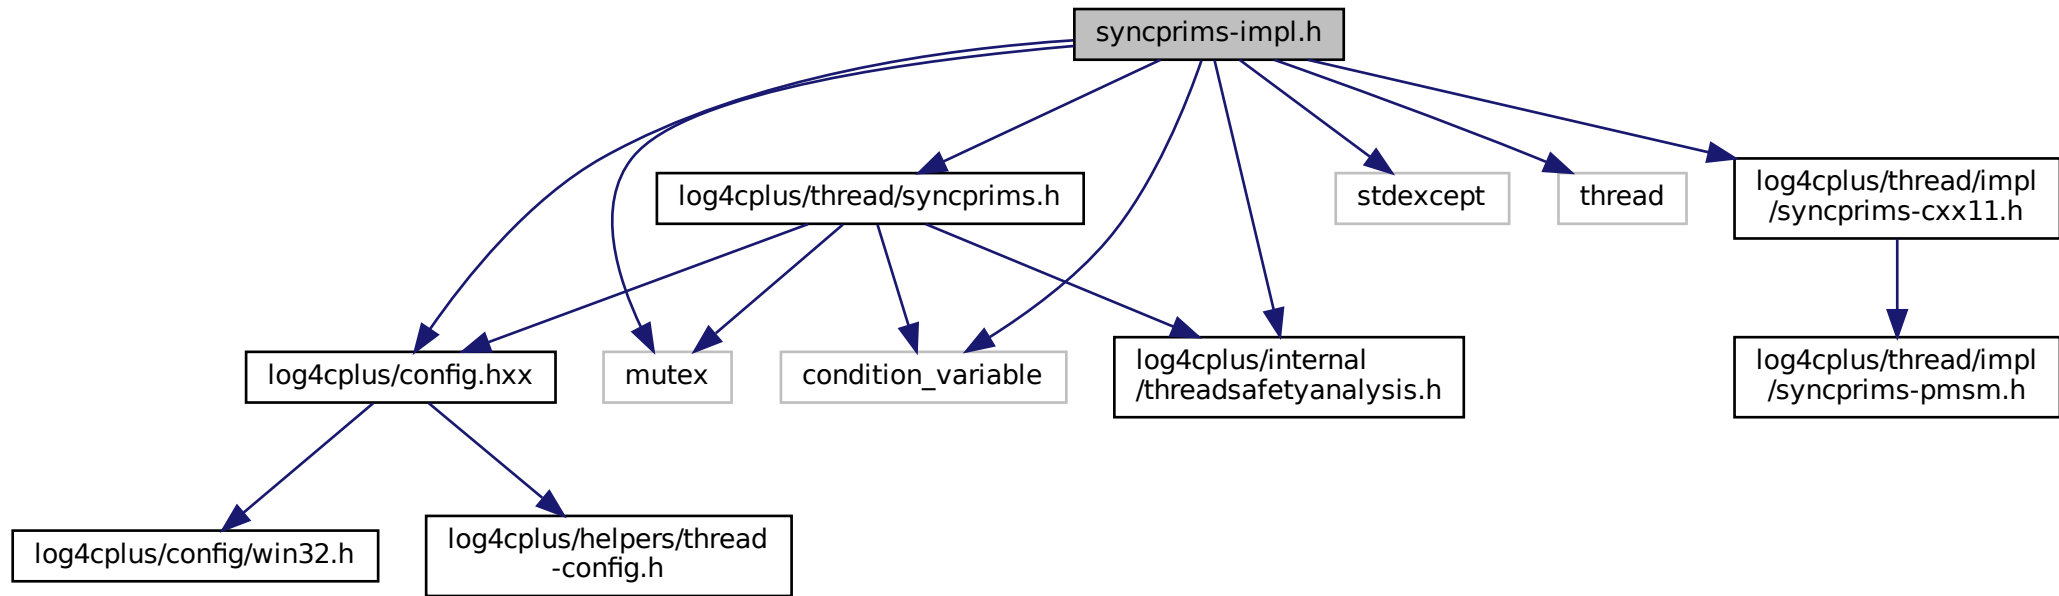 syncprims-impl.h
log4cplus/thread/syncprims.h
stdexcept
thread
log4cplus/thread/impl
/syncprims-cxx11.h
log4cplus/config.hxx
mutex
condition_variable
log4cplus/internal
/threadsafetyanalysis.h
log4cplus/thread/impl
/syncprims-pmsm.h
log4cplus/config/win32.h
log4cplus/helpers/thread
-config.h